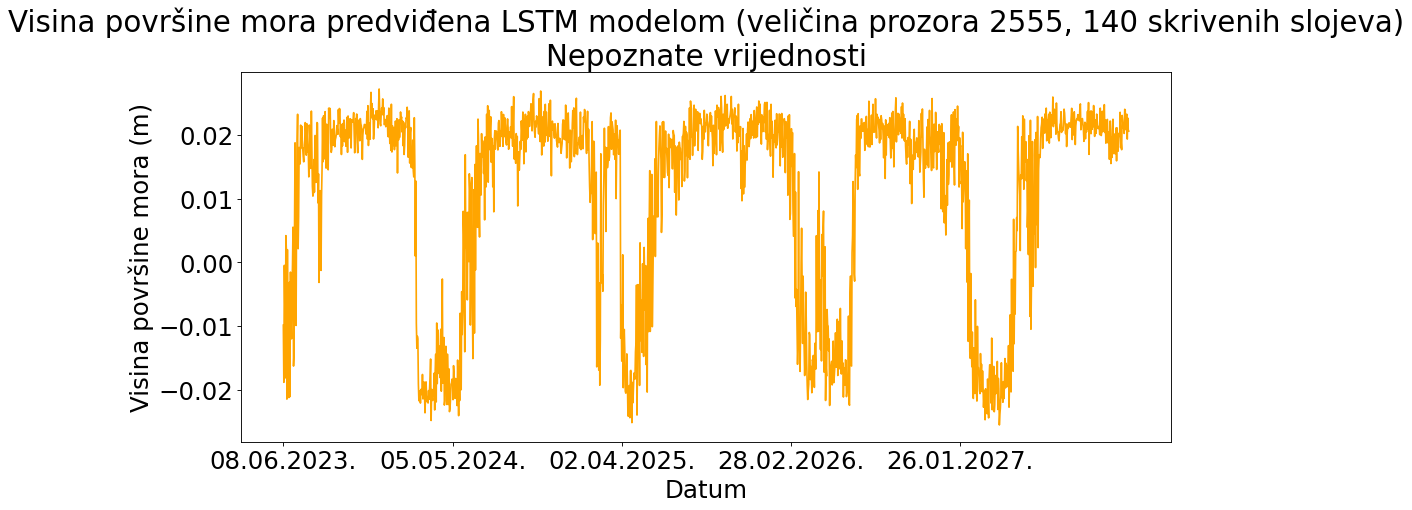 Visina površine mora predviđena LSTM modelom (veličina prozora 2555, 140 skrivenih slojeva)
Nepoznate vrijednosti
Visina površine mora (m)
0.02
0.01
0.00
−0.01
−0.02
08.06.2023. 05.05.2024. 02.04.2025. 28.02.2026. 26.01.2027.
Datum